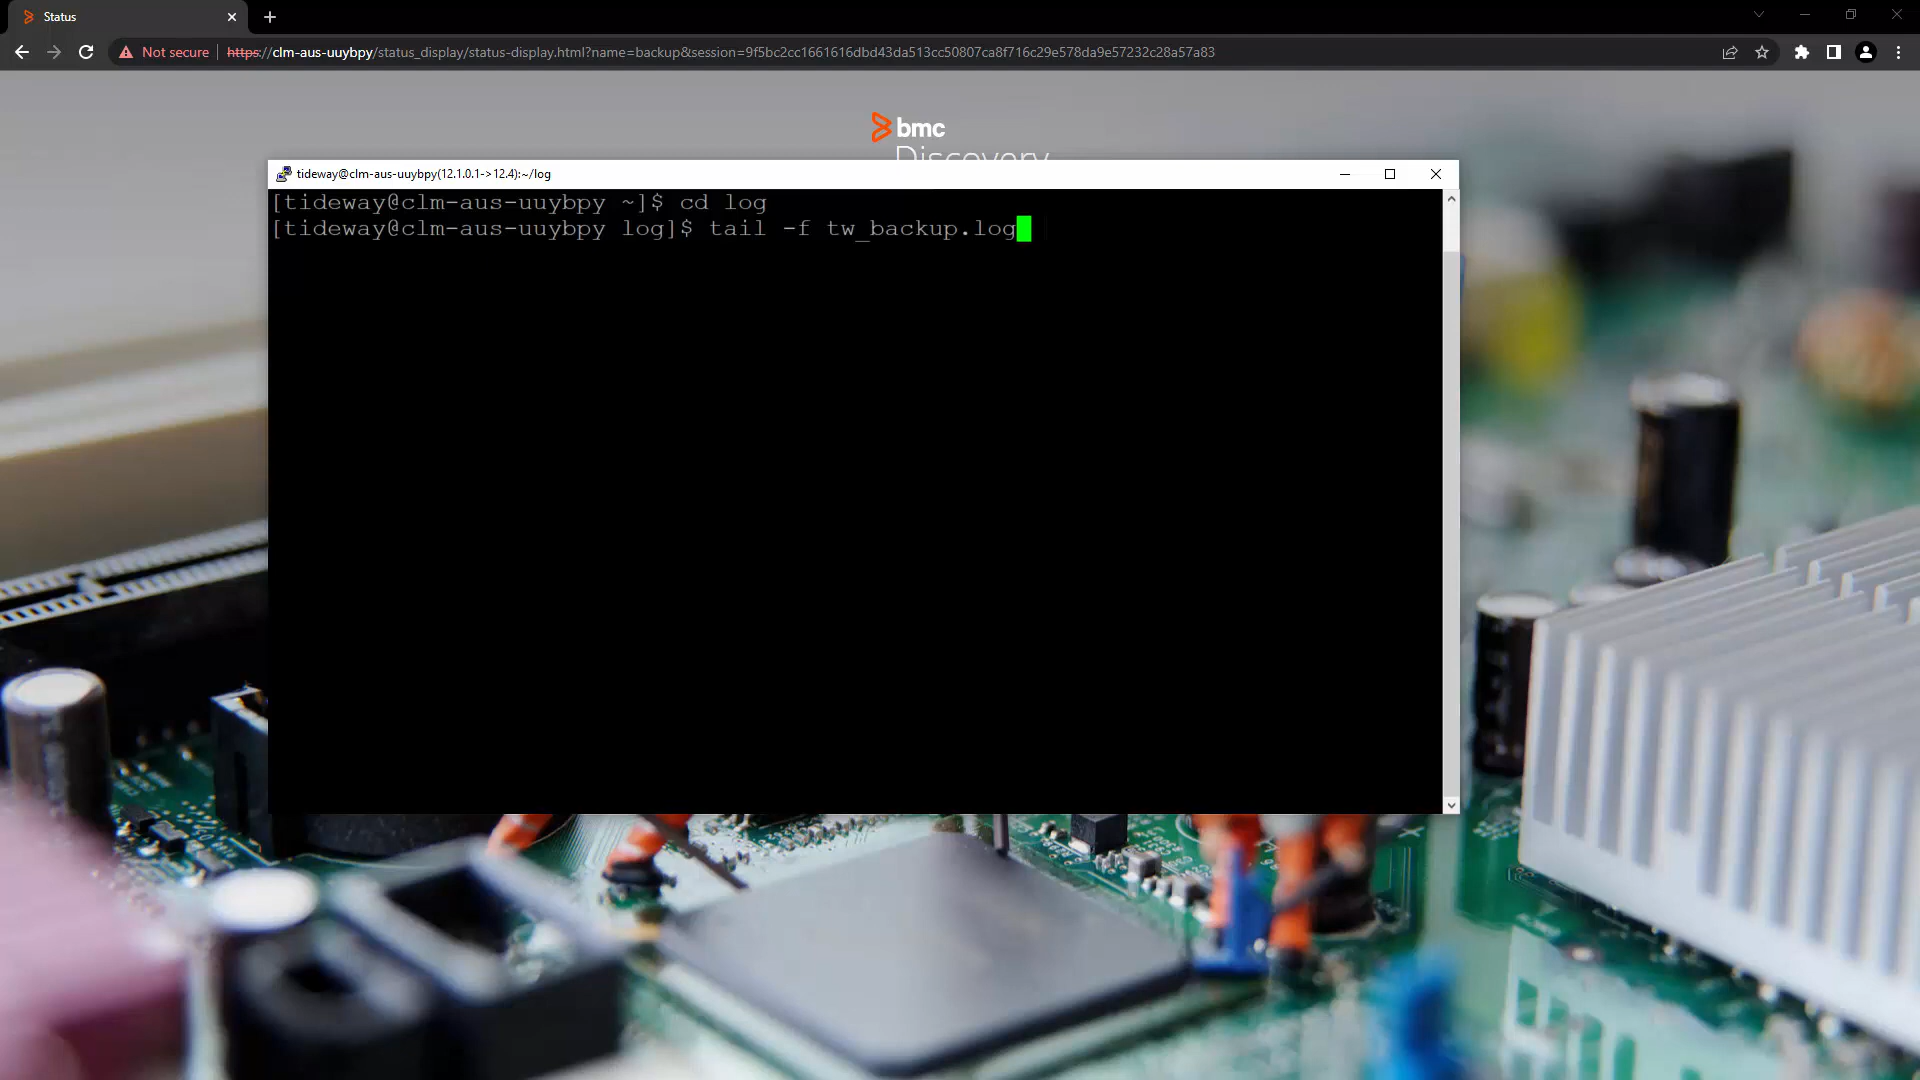 Status
Not secure
https://clm-aus-uuybpy/status_display/status-display.html?name=backup&session=9f5bc2cc1661616dbd43da513cc50807ca8f716c29e578da9e57232c28a57a83
bmc
Discovery
tideway@clm-aus-uuybpy(12.1.0.1->12.4):~/log
[tideway@clm-aus-uuybpy ~]$ cd log
[tideway@clm-aus-uuybpy log]$ tail -f tw_backup.log